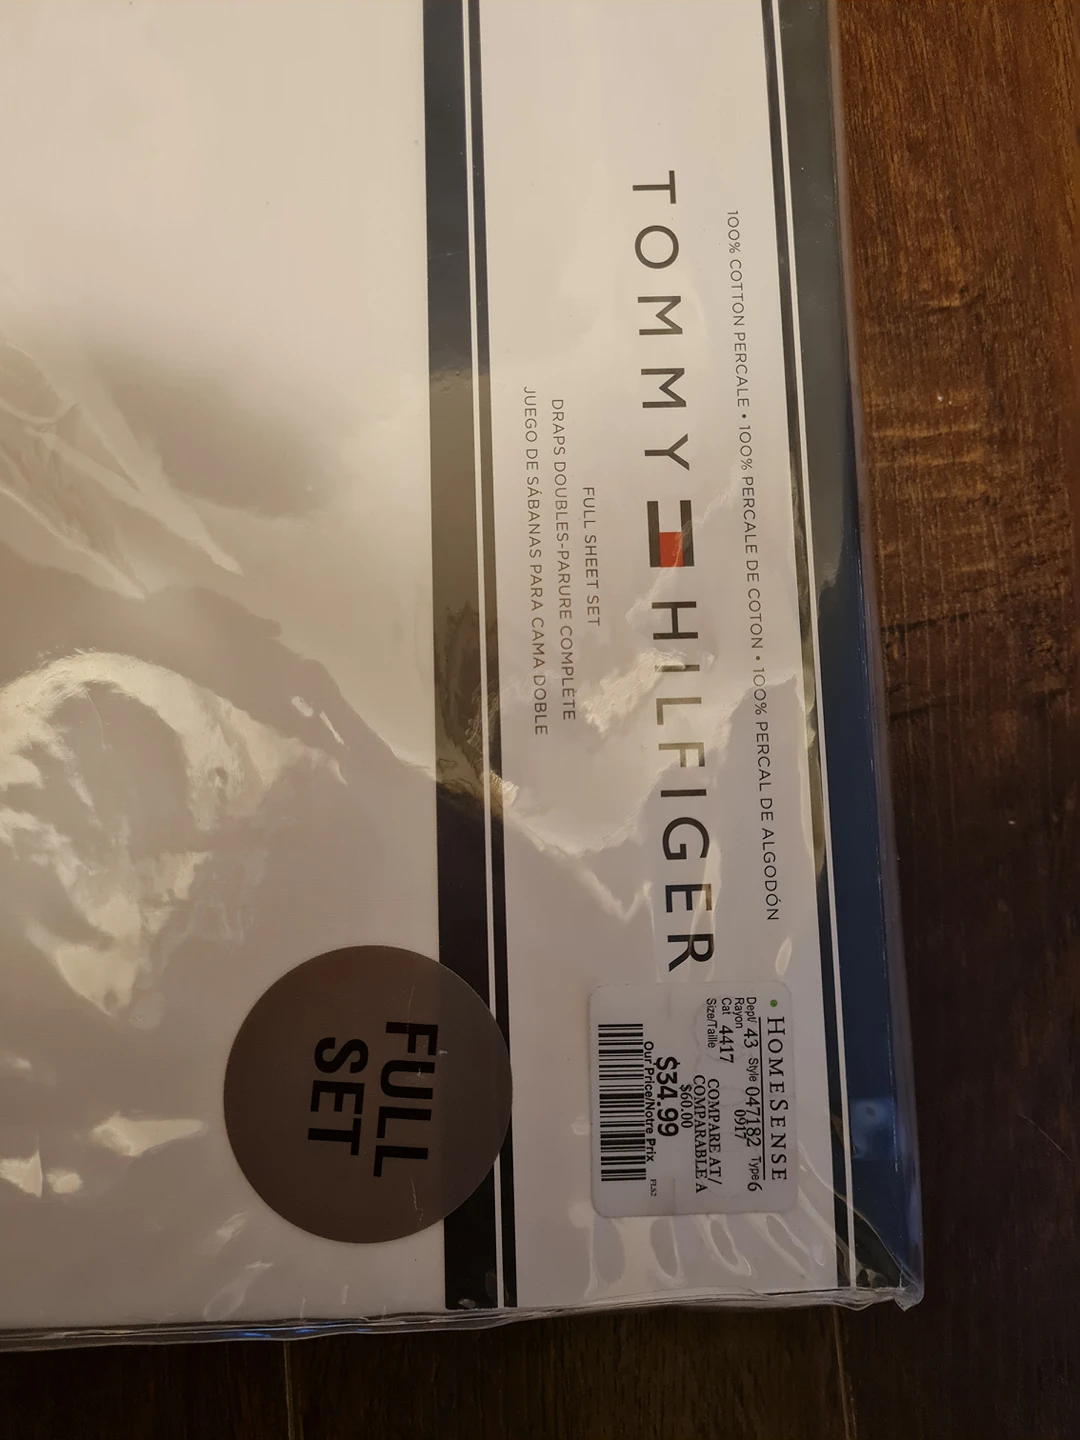 100% COTTON PERCALE • 100% PERCALE DE COTON • 100% PERCAL DE ALGODÓN
TOMMY HILFIGER
FULL SHEET SET
DRAPS DOUBLES-PARURE COMPLÈTE
JUEGO DE SÁBANAS PARA CAMA DOBLE
HOMESENSE
Dept/ 43 Style 047182 Type 6
Rayon 0917
Cat 4417
Size/Taille
COMPARE AT/
COMPARABLE A
$60.00
$34.99
Our Price/Notre Prix
FLS2
FULL
SET